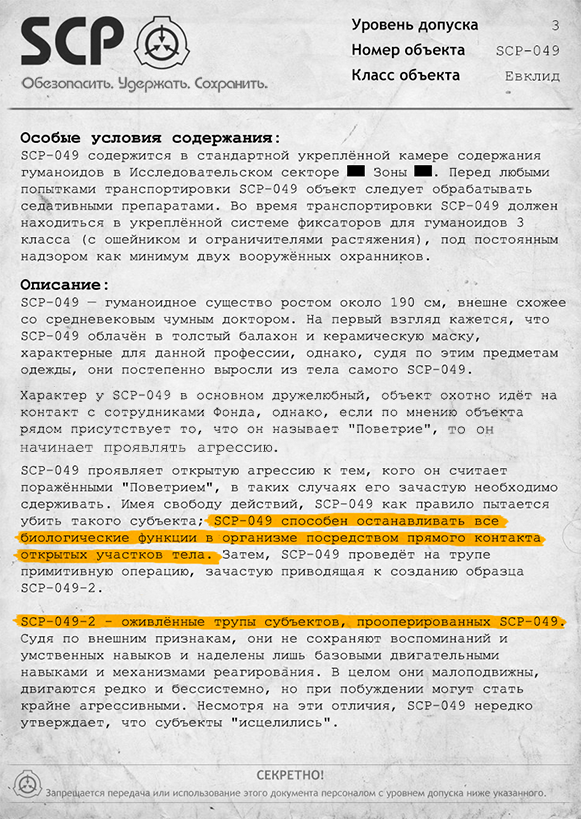 SCP
Обезопасить. Удержать. Сохранить.
Уровень допуска 3
Номер объекта SCP-049
Класс объекта Евклид
Особые условия содержания:
SCP-049 содержится в стандартной укреплённой камере содержания
гуманоидов в Исследовательском секторе ██ Зоны ██. Перед любыми
попытками транспортировки SCP-049 объект следует обрабатывать
седативными препаратами. Во время транспортировки SCP-049 должен
находиться в укреплённой системе фиксаторов для гуманоидов 3
класса (с ошейником и ограничителями растяжения), под постоянным
надзором как минимум двух вооружённых охранников.
Описание:
SCP-049 — гуманоидное существо ростом около 190 см, внешне схожее
со средневековым чумным доктором. На первый взгляд кажется, что
SCP-049 облачён в толстый балахон и керамическую маску,
характерные для данной профессии, однако, судя по этим предметам
одежды, они постепенно выросли из тела самого SCP-049.
Характер у SCP-049 в основном дружелюбный, объект охотно идёт на
контакт с сотрудниками Фонда, однако, если по мнению объекта
рядом присутствует то, что он называет "Поветрие", то он
начинает проявлять агрессию.
SCP-049 проявляет открытую агрессию к тем, кого он считает
поражёнными "Поветрием", в таких случаях его зачастую необходимо
сдерживать. Имея свободу действий, SCP-049 как правило пытается
убить такого субъекта; SCP-049 способен останавливать все
биологические функции в организме посредством прямого контакта
открытых участков тела. Затем, SCP-049 проведёт на трупе
примитивную операцию, зачастую приводящая к созданию образца
SCP-049-2.
SCP-049-2 - оживлённые трупы субъектов, прооперированных SCP-049.
Судя по внешним признакам, они не сохраняют воспоминаний и
умственных навыков и наделены лишь базовыми двигательными
навыками и механизмами реагирования. В целом они малоподвижны,
двигаются редко и бессистемно, но при побуждении могут стать
крайне агрессивными. Несмотря на эти отличия, SCP-049 нередко
утверждает, что субъекты "исцелились".
СЕКРЕТНО!
Запрещается передача или использование этого документа персоналом с уровнем допуска ниже указанного.